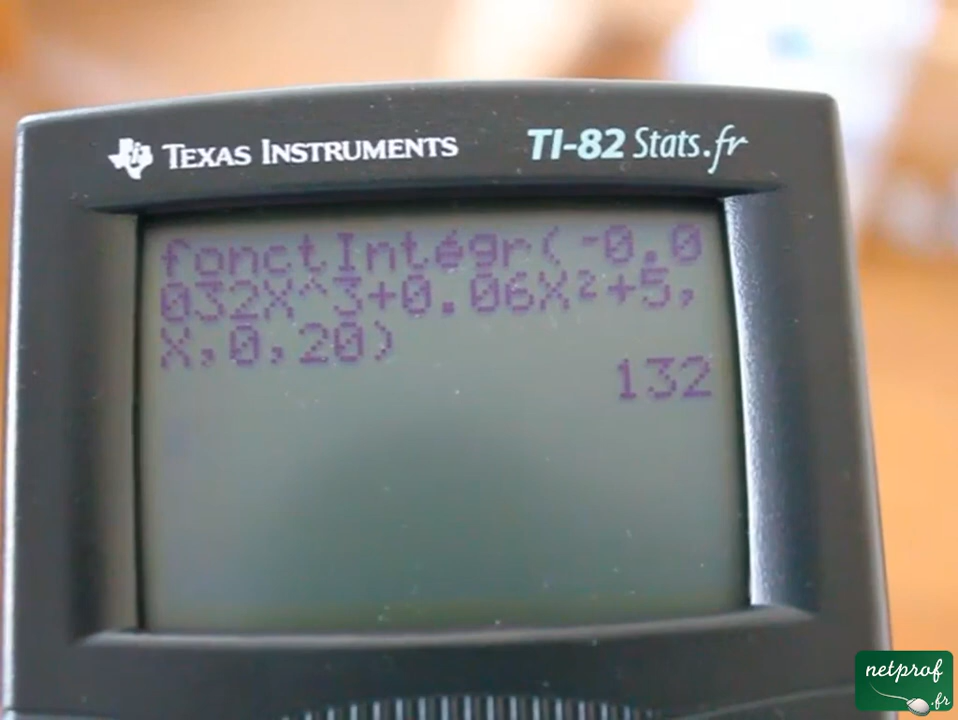 TEXAS INSTRUMENTS TI-82 Stats.fr
fonctIntégr(⁻0.0
032X^3+0.06X²+5,
X,0,20)
132
netprof
.fr